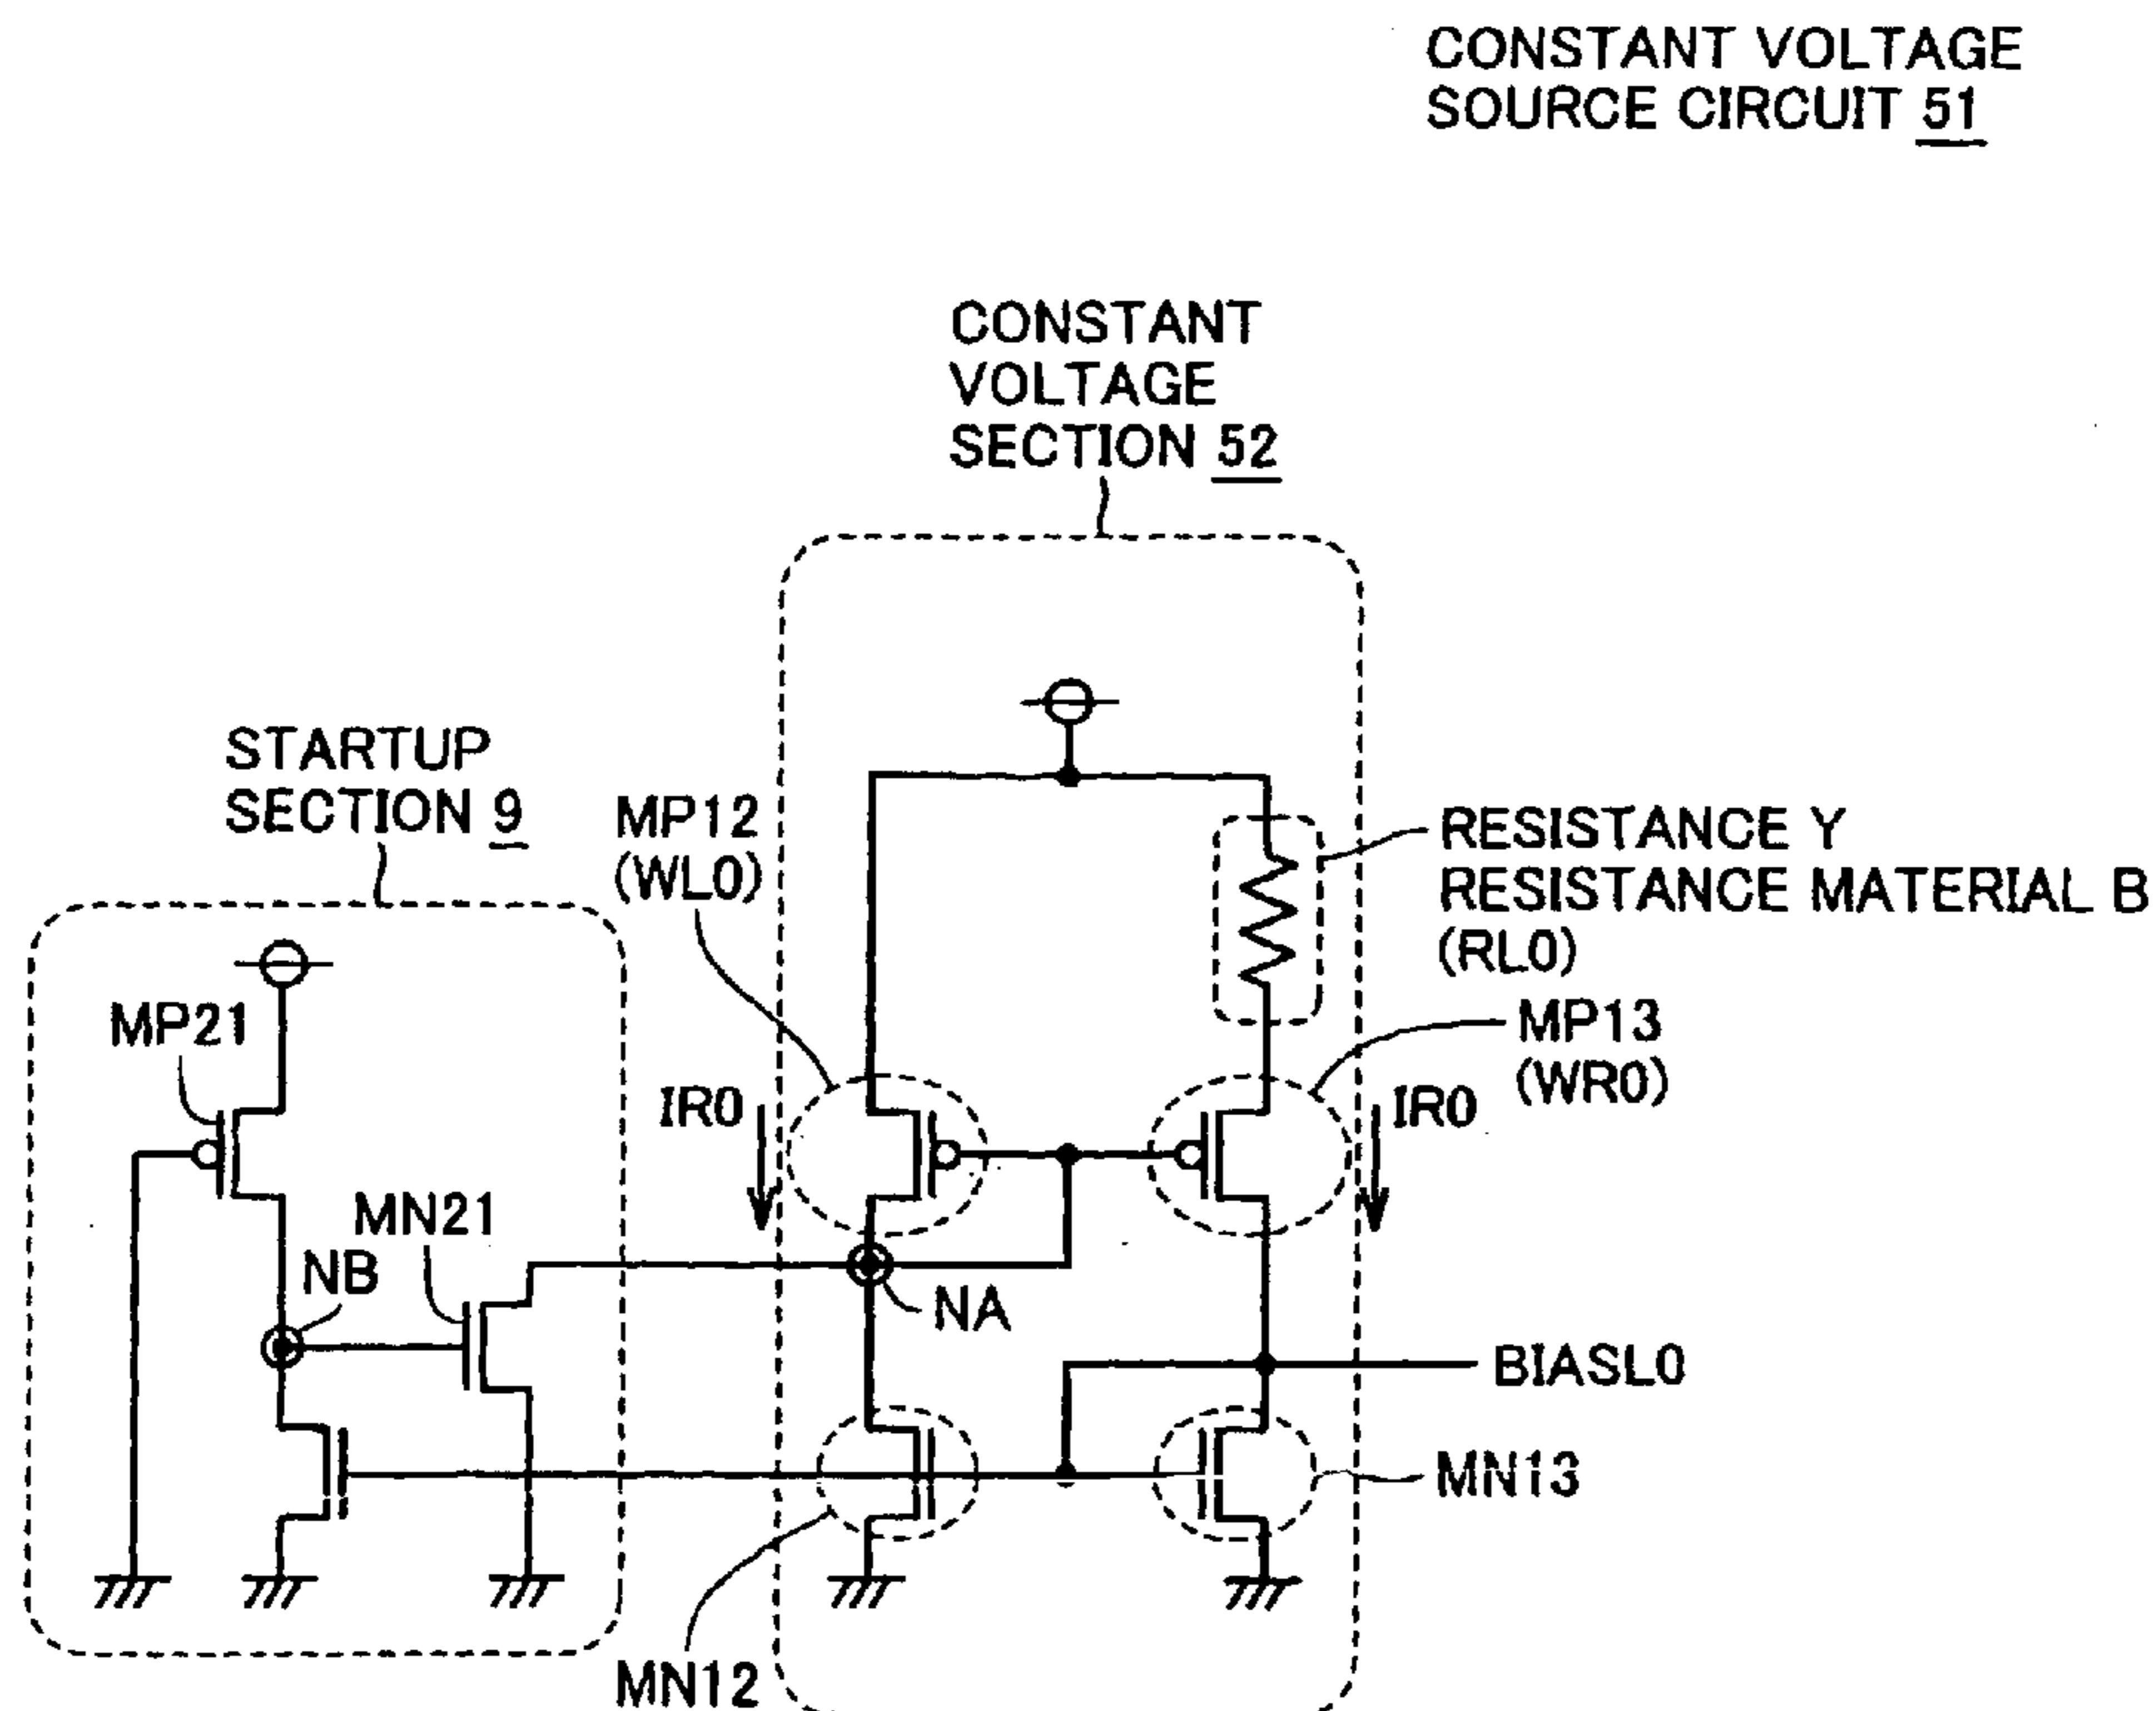 CONSTANT VOLTAGE
SOURCE CIRCUIT 51
CONSTANT
VOLTAGE
SECTION 52
STARTUP
SECTION 9
MP12
(WL0)
RESISTANCE Y
RESISTANCE MATERIAL B
(RL0)
MP21
MP13
(WR0)
IR0
IR0
MN21
NB
NA
BIASL0
MN13
MN12